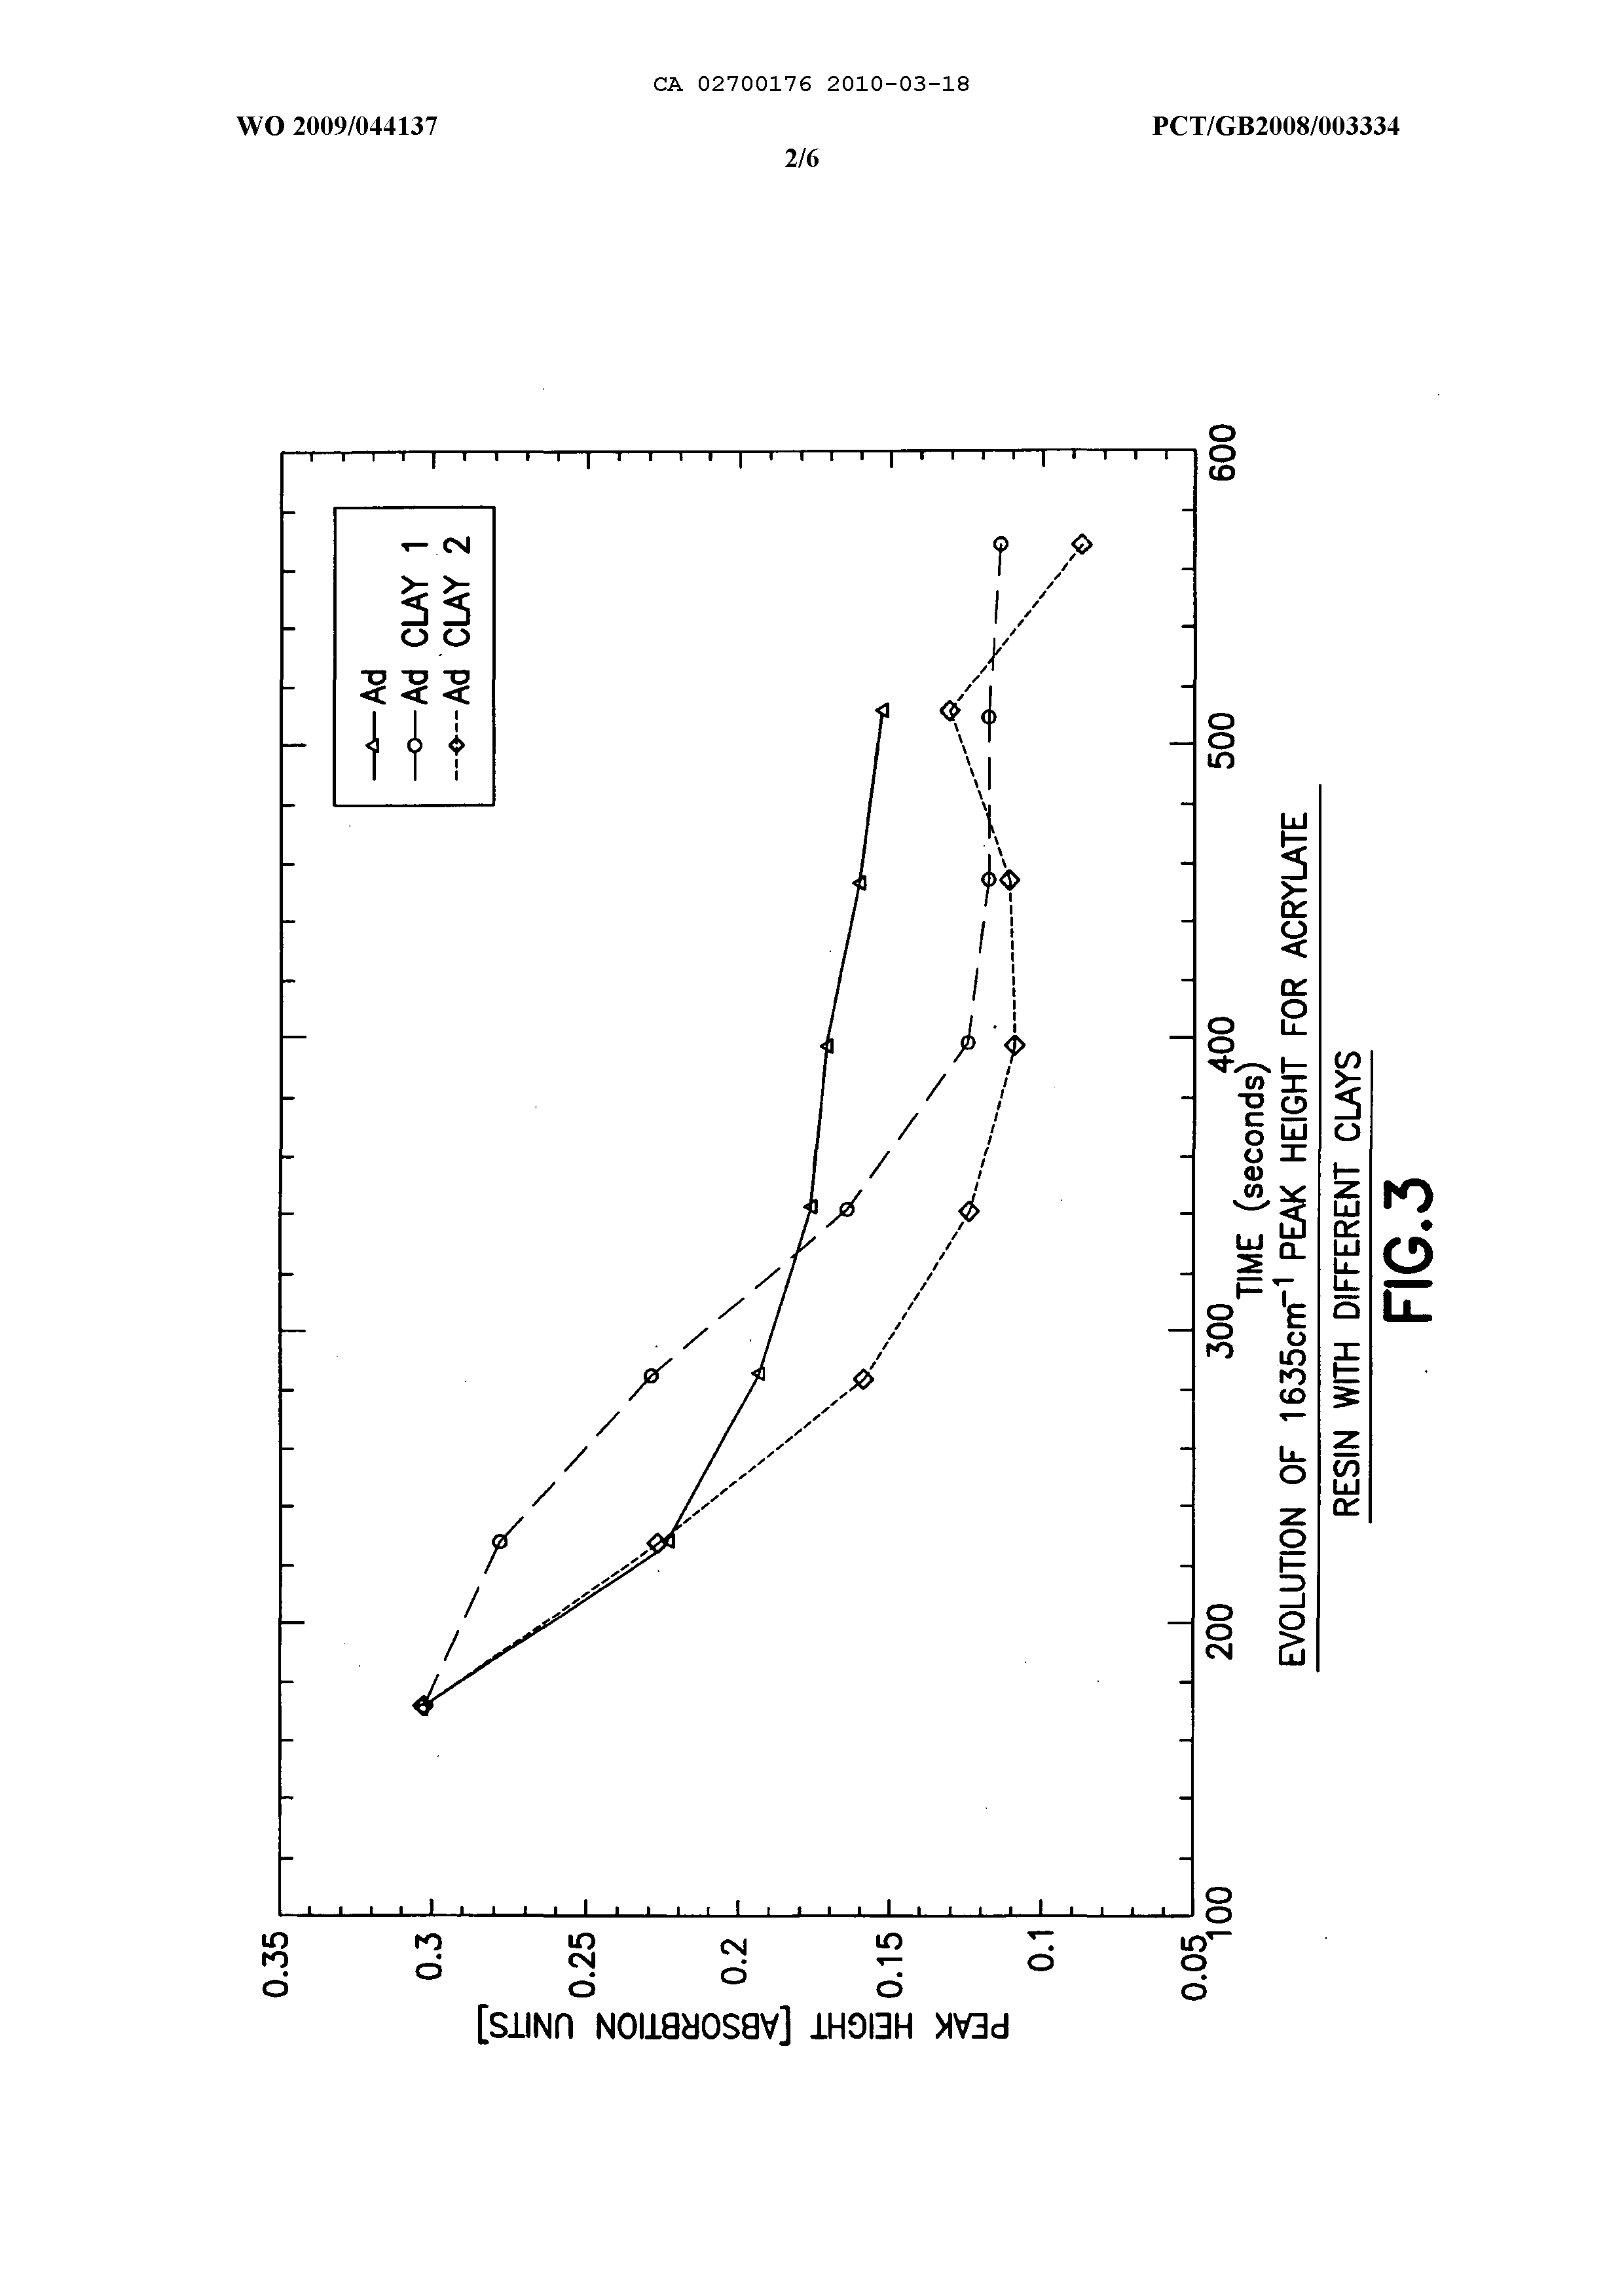 CA 02700176 2010-03-18
WO 2009/044137
PCT/GB2008/003334
2/6
Ad
Ad CLAY 1
Ad CLAY 2
PEAK HEIGHT [ABSORBTION UNITS]
0.35
0.3
0.25
0.2
0.15
0.1
0.05
100
200
300
400
500
600
TIME (seconds)
EVOLUTION OF 1635cm⁻¹ PEAK HEIGHT FOR ACRYLATE
RESIN WITH DIFFERENT CLAYS
FIG.3